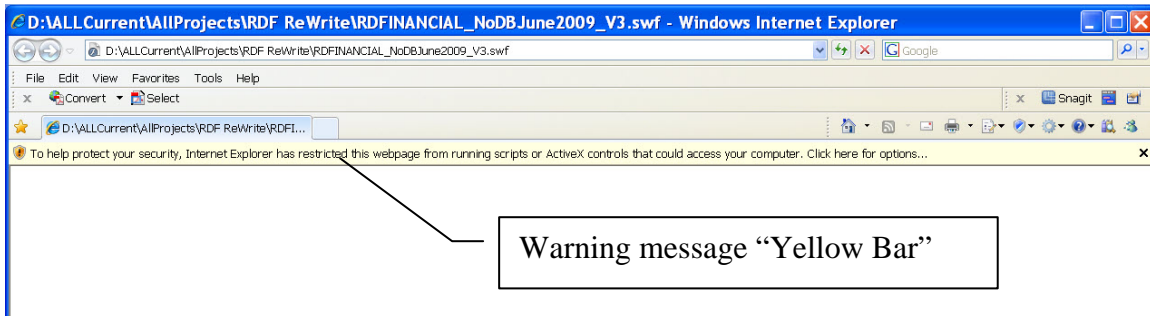 D:\ALLCurrent\AllProjects\RDF ReWrite\RDFINANCIAL_NoDBJune2009_V3.swf - Windows Internet Explorer
D:\ALLCurrent\AllProjects\RDF ReWrite\RDFINANCIAL_NoDBJune2009_V3.swf Google
File Edit View Favorites Tools Help
x Convert Select x Snagit
D:\ALLCurrent\AllProjects\RDF ReWrite\RDFI...
To help protect your security, Internet Explorer has restricted this webpage from running scripts or ActiveX controls that could access your computer. Click here for options...
Warning message “Yellow Bar”